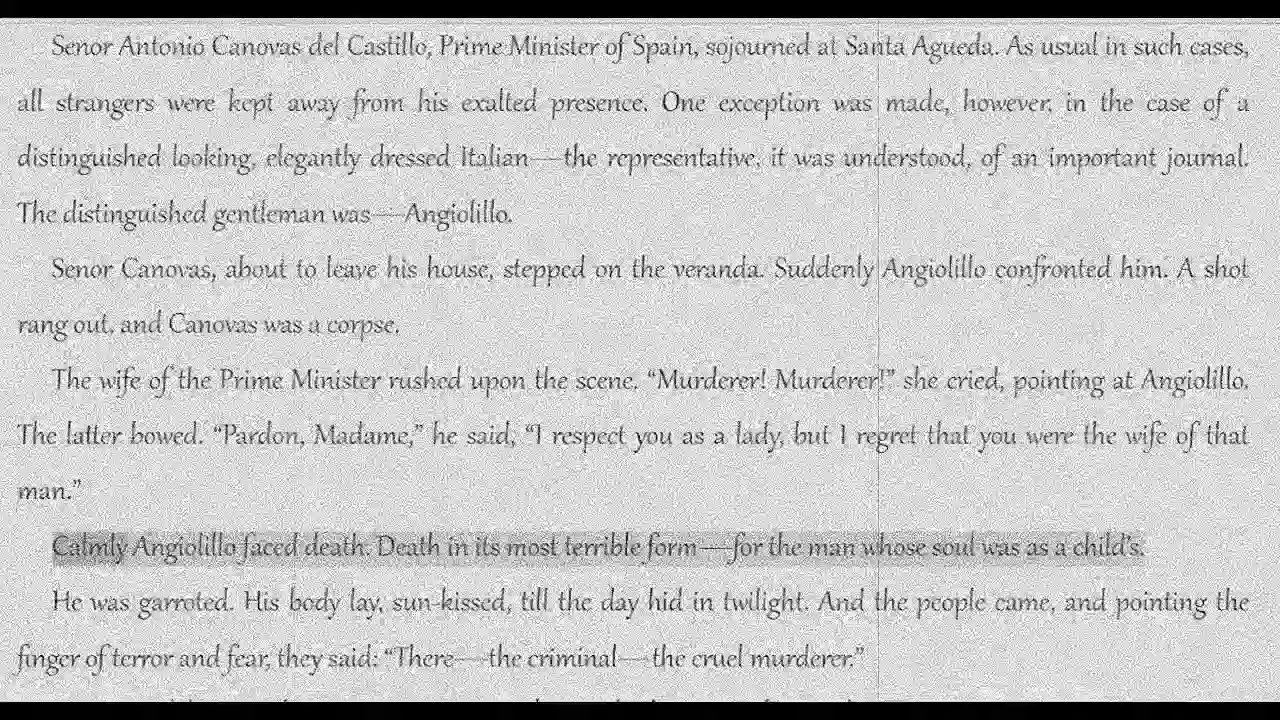 Senor Antonio Canovas del Castillo, Prime Minister of Spain, sojourned at Santa Agueda. As usual in such cases,
all strangers were kept away from his exalted presence. One exception was made, however, in the case of a
distinguished looking, elegantly dressed Italian—the representative, it was understood, of an important journal.
The distinguished gentleman was—Angiolillo.
Senor Canovas, about to leave his house, stepped on the veranda. Suddenly Angiolillo confronted him. A shot
rang out, and Canovas was a corpse.
The wife of the Prime Minister rushed upon the scene. “Murderer! Murderer!” she cried, pointing at Angiolillo.
The latter bowed. “Pardon, Madame,” he said, “I respect you as a lady, but I regret that you were the wife of that
man.”
Calmly Angiolillo faced death. Death in its most terrible form—for the man whose soul was as a child’s.
He was garroted. His body lay, sun-kissed, till the day hid in twilight. And the people came, and pointing the
finger of terror and fear, they said: “There—the criminal—the cruel murderer.”